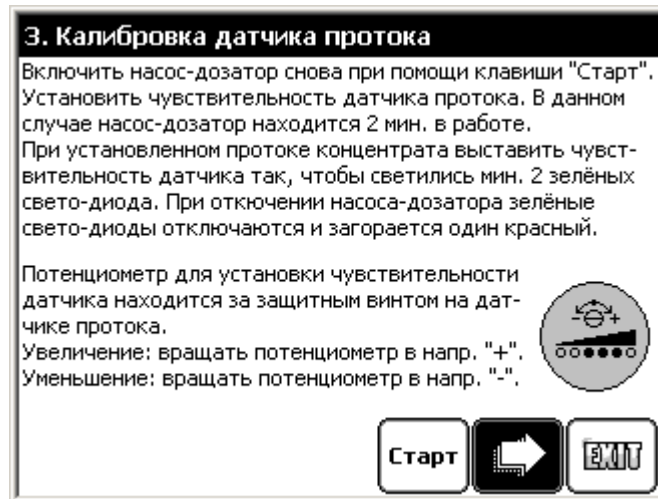 3. Калибровка датчика протока
Включить насос-дозатор снова при помощи клавиши "Старт".
Установить чувствительность датчика протока. В данном
случае насос-дозатор находится 2 мин. в работе.
При установленном протоке концентрата выставить чувст-
вительность датчика так, чтобы светились мин. 2 зелёных
свето-диода. При откючении насоса-дозатора зелёные
свето-диоды отключаются и загорается один красный.
Потенциометр для установки чувствительности
датчика находится за защитным винтом на дат-
чике протока.
Увеличение: вращать потенциометр в напр. "+".
Уменьшение: вращать потенциометр в напр. "-".
- +
Старт
EXIT